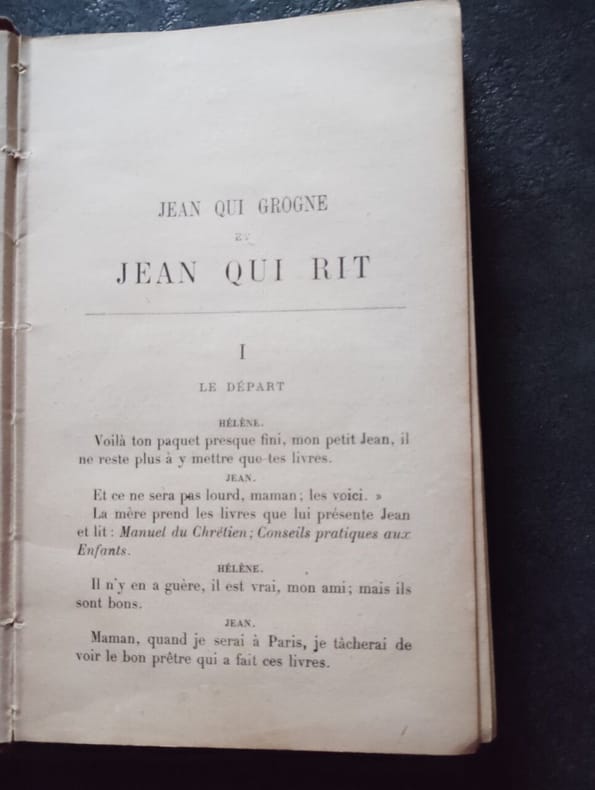 JEAN QUI GROGNE
ET
JEAN QUI RIT
I
LE DÉPART
HÉLÈNE.
Voilà ton paquet presque fini, mon petit Jean, il
ne reste plus à y mettre que tes livres.
JEAN.
Et ce ne sera pas lourd, maman; les voici. »
La mère prend les livres que lui présente Jean
et lit : Manuel du Chrétien; Conseils pratiques aux
Enfants.
HÉLÈNE.
Il n'y en a guère, il est vrai, mon ami; mais ils
sont bons.
JEAN.
Maman, quand je serai à Paris, je tâcherai de
voir le bon prêtre qui a fait ces livres.